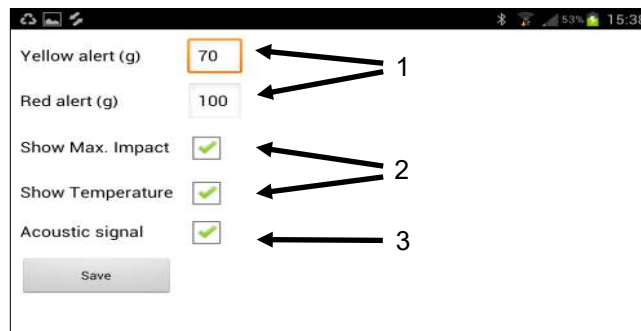 53% 15:38
Yellow alert (g) 70
1
Red alert (g) 100
Show Max. Impact
2
Show Temperature
Acoustic signal
3
Save